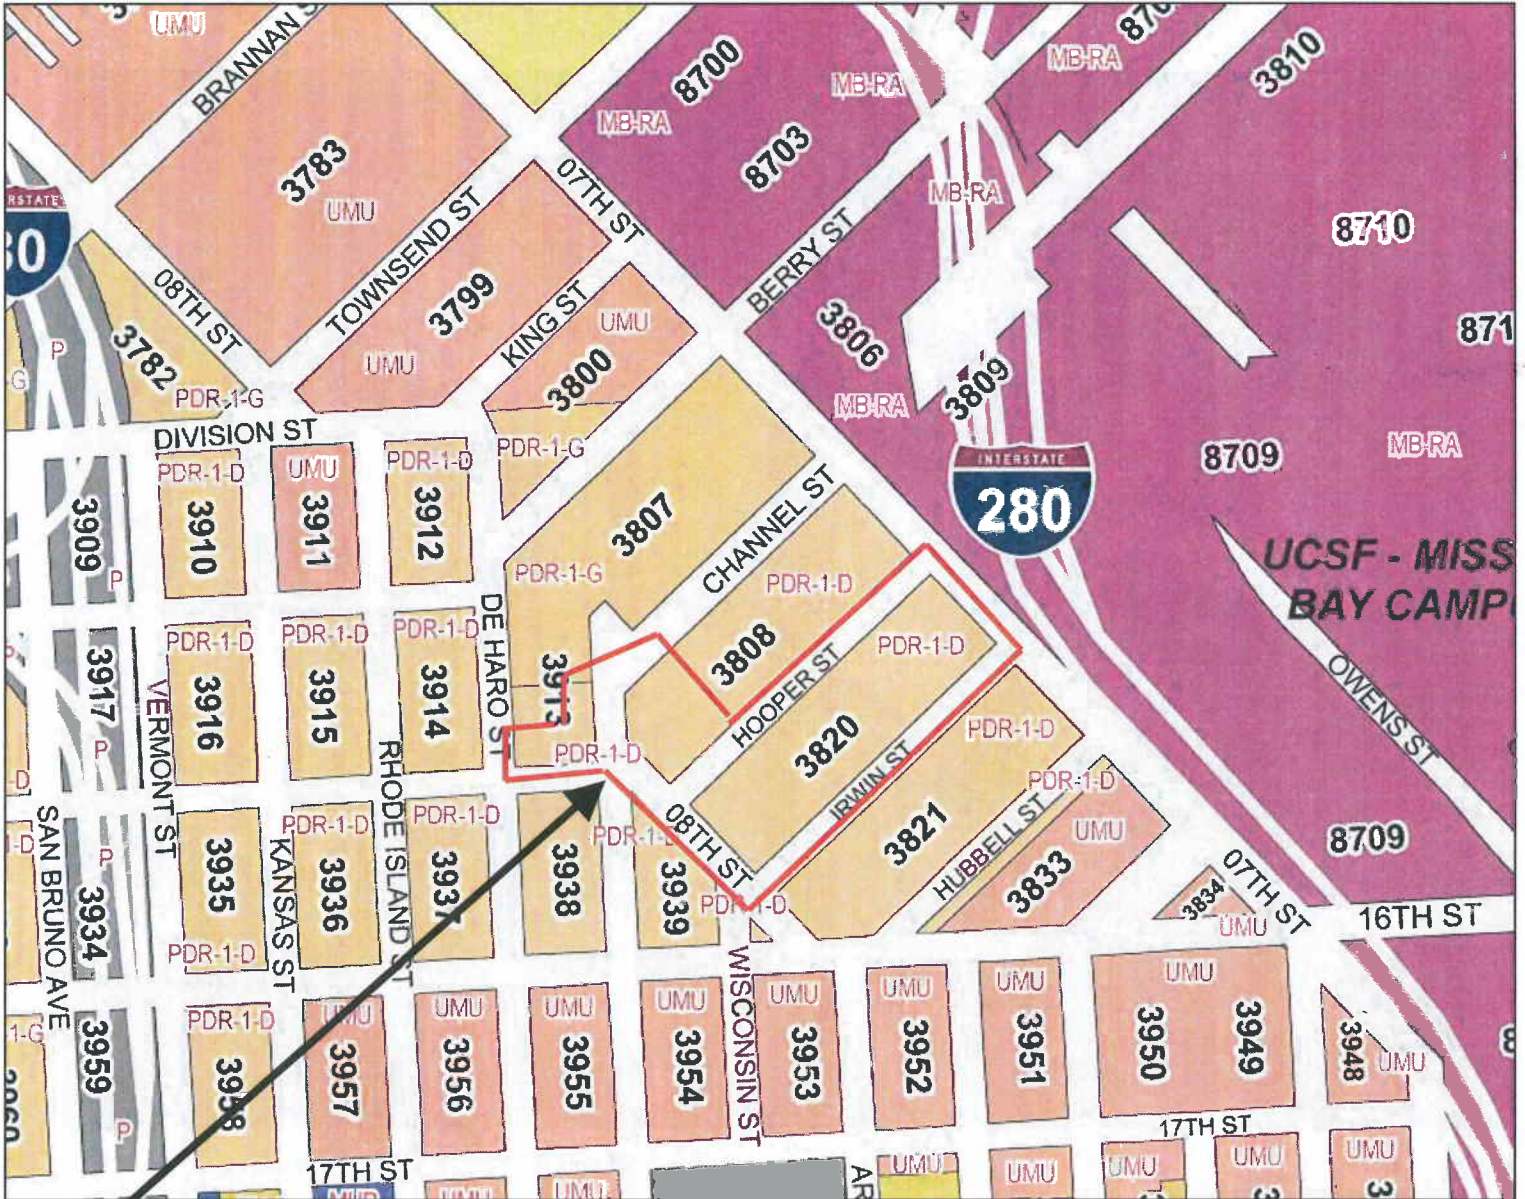 UMU
BRANNAN S
8700
MB-RA
MB-RA
MB-RA
3810
3783
UMU
8703
07TH ST
MB-RA
8710
TOWNSEND ST
BERRY ST
08TH ST
3799
KING ST
UMU
3806
871
P
3782
UMU
3800
3809
G
PDR-1-G
MB-RA
DIVISION ST
PDR-1-G
MB-RA
8709
PDR-1-D
UMU
PDR-1-D
INTERSTATE
280
3909
3910
3911
3912
3807
CHANNEL ST
P
PDR-1-G
PDR-1-D
UCSF - MISS
BAY CAMP
DE HARO ST
PDR-1-D
PDR-1-D
PDR-1-D
3808
HOOPER ST
PDR-1-D
3917
VERMONT ST
3916
3915
3914
3913
OWENS ST
P
RHODE ISLAND ST
PDR-1-D
3820
IRWIN ST
PDR-1-D
-D
PDR-1-D
SAN BRUNO AVE
PDR-1-D
PDR-1-D
08TH ST
3821
HUBBELL ST
UMU
8709
P
3935
KANSAS ST
3936
3937
3938
3939
3833
07TH ST
3834
3934
PDR-1-D
16TH ST
UMU
PDR-1-D
WISCONSIN ST
PDR-1-D
UMU
UMU
UMU
UMU
UMU
UMU
UMU
UMU
1-G
3959
3958
3957
3956
3955
3954
3953
3952
3951
3950
3949
3948
UMU
P
17TH ST
17TH ST
UMU
UMU
UMU
UMU
UMU
UMU
UMU
AR